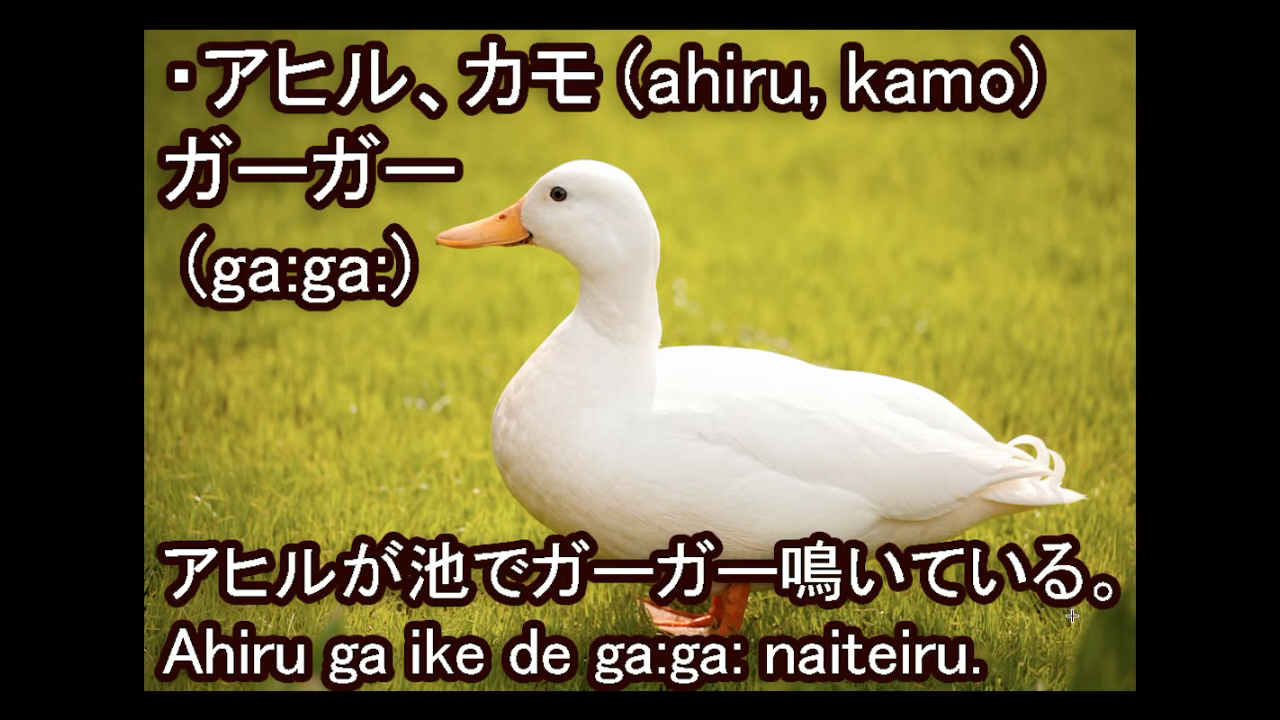 ・アヒル、カモ（ahiru, kamo）
ガーガー
（ga:ga:）
アヒルが池でガーガー鳴いている。
Ahiru ga ike de ga:ga: naiteiru.